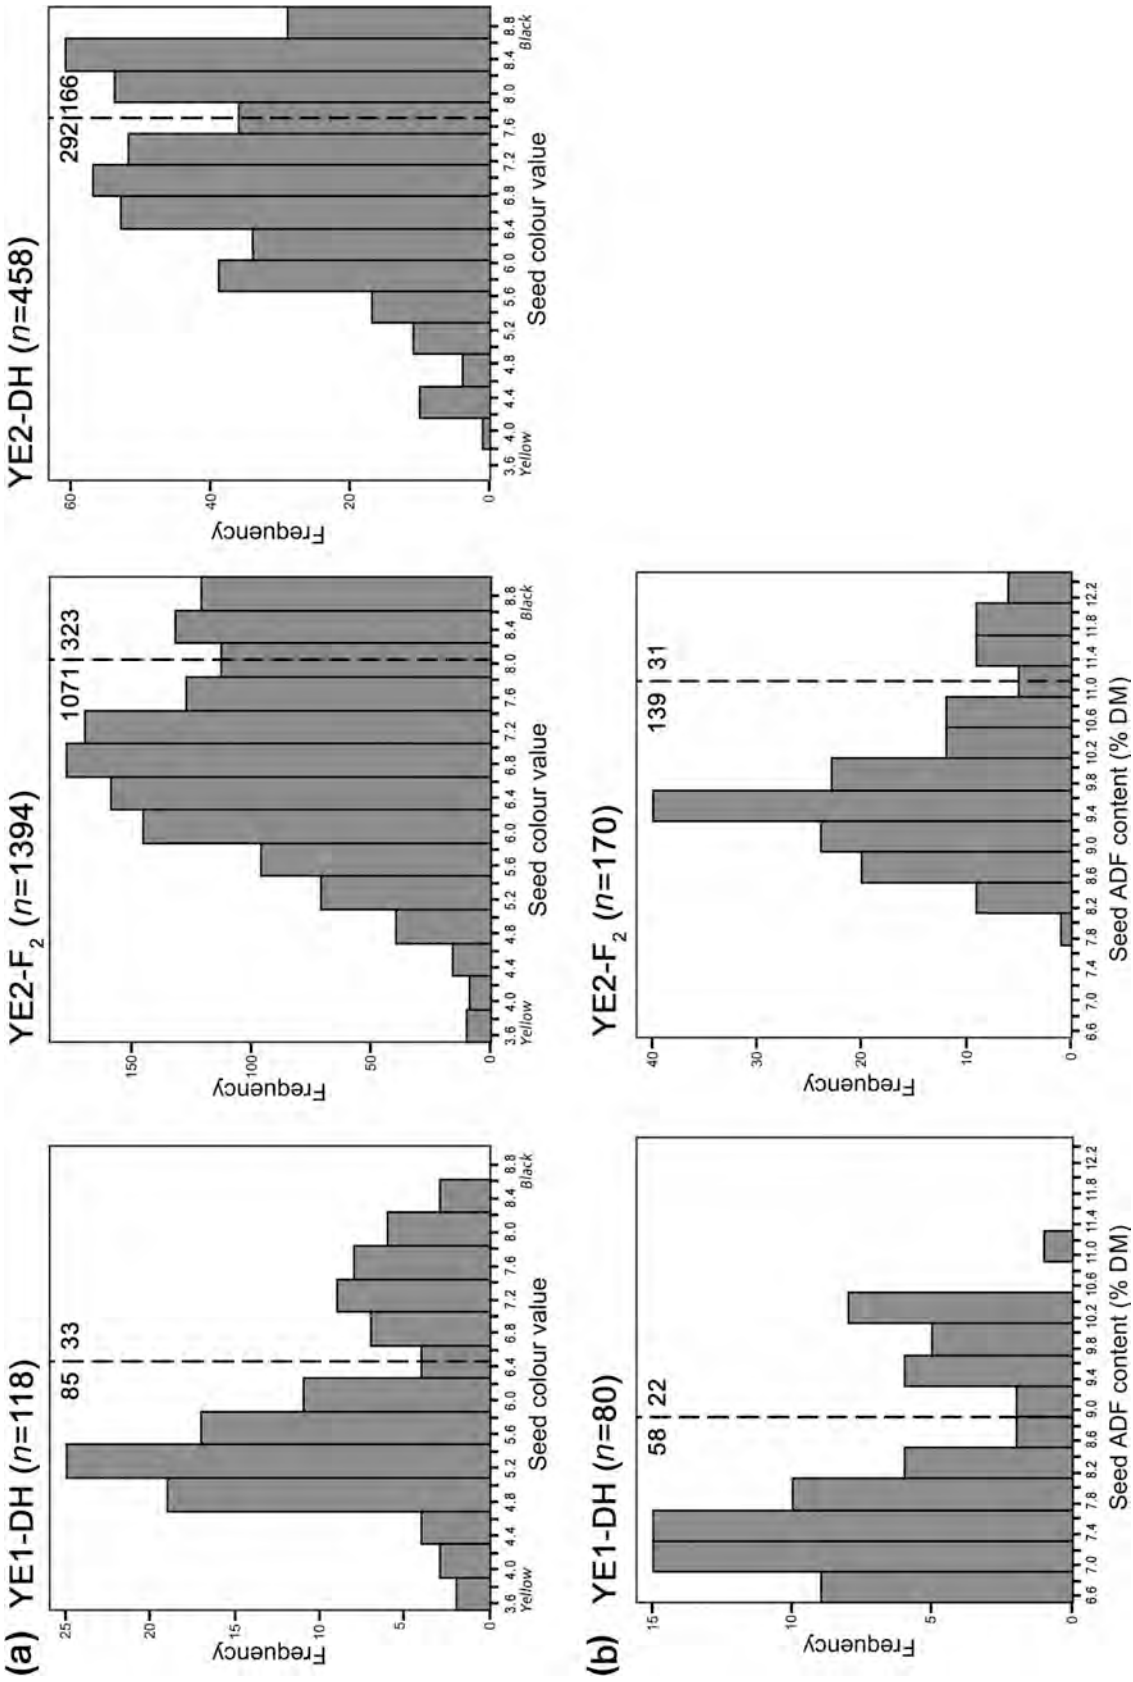 (a) YE1-DH (n=118)
85 33
Frequency
25
20
15
10
5
0
3.6 4.0 4.4 4.8 5.2 5.6 6.0 6.4 6.8 7.2 7.6 8.0 8.4 8.8
Yellow Black
Seed colour value
YE2-F2 (n=1394)
1071 323
Frequency
150
100
50
0
3.6 4.0 4.4 4.8 5.2 5.6 6.0 6.4 6.8 7.2 7.6 8.0 8.4 8.8
Yellow Black
Seed colour value
YE2-DH (n=458)
292 166
Frequency
60
40
20
0
3.6 4.0 4.4 4.8 5.2 5.6 6.0 6.4 6.8 7.2 7.6 8.0 8.4 8.8
Yellow Black
Seed colour value
(b) YE1-DH (n=80)
58 22
Frequency
15
10
5
0
6.6 7.0 7.4 7.8 8.2 8.6 9.0 9.4 9.8 10.2 10.6 11.0 11.4 11.8 12.2
Seed ADF content (% DM)
YE2-F2 (n=170)
139 31
Frequency
40
30
20
10
0
6.6 7.0 7.4 7.8 8.2 8.6 9.0 9.4 9.8 10.2 10.6 11.0 11.4 11.8 12.2
Seed ADF content (% DM)